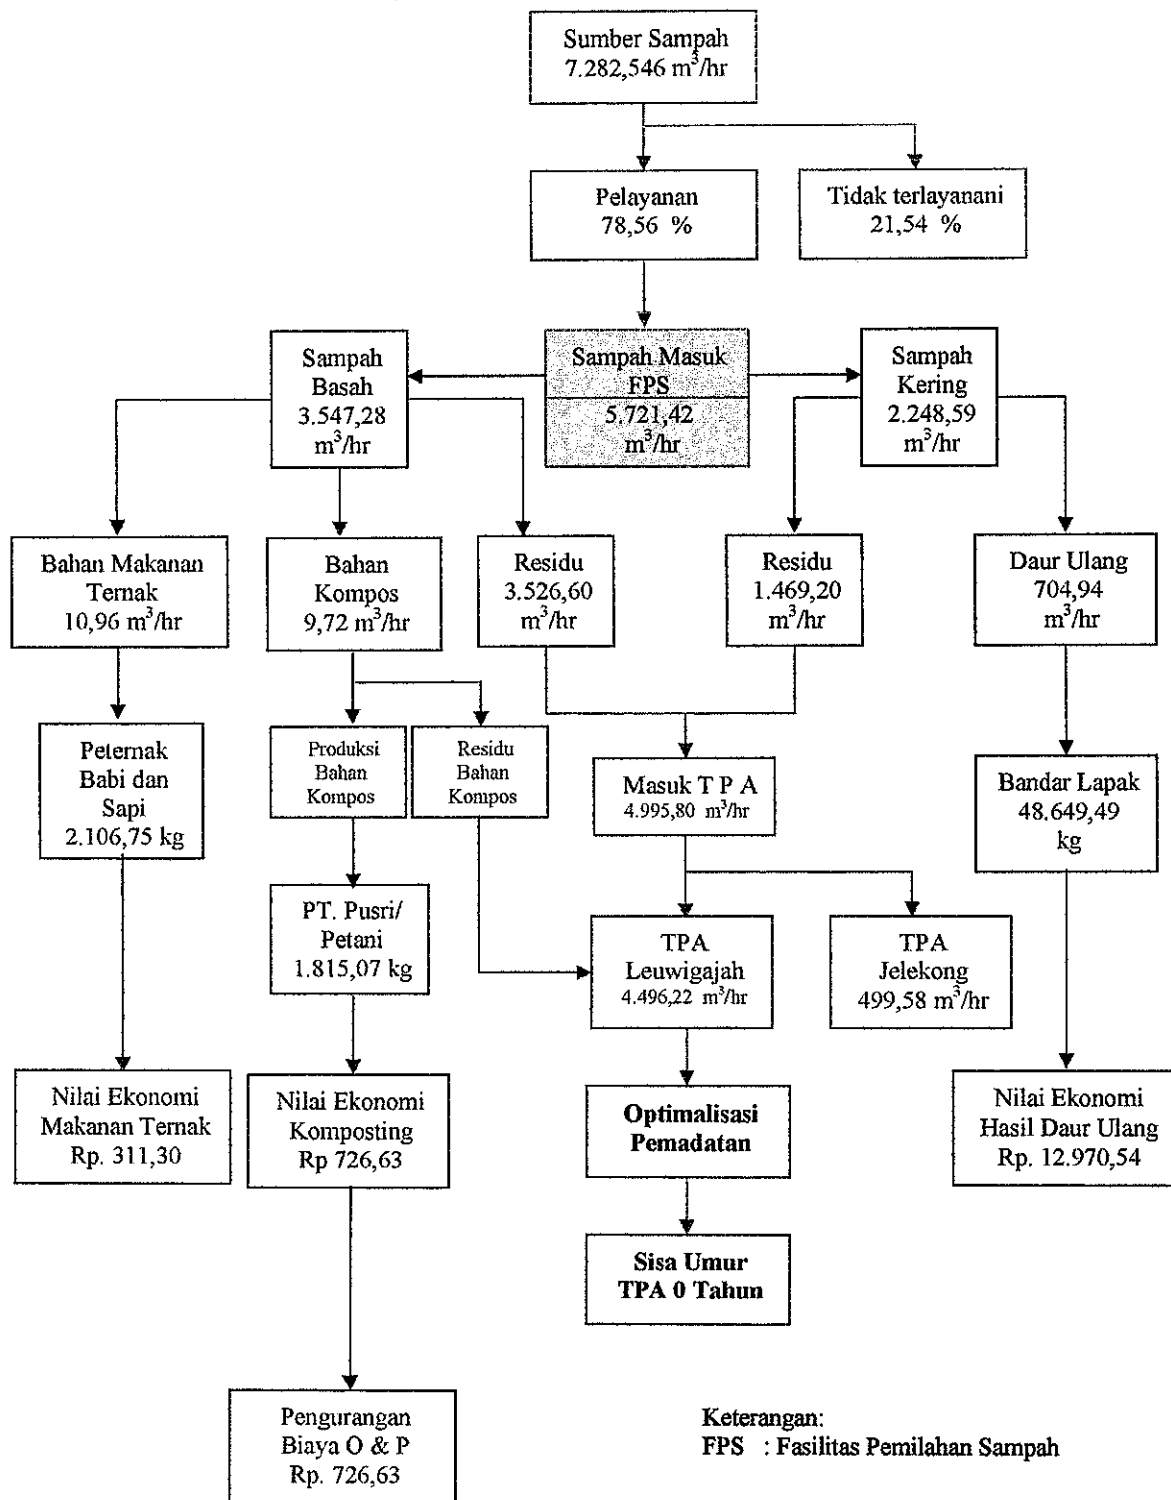 Sumber Sampah
7.282,546 m³/hr
Pelayanan
78,56 %
Tidak terlayanani
21,54 %
Sampah
Basah
3.547,28
m³/hr
Sampah Masuk
FPS
5.721,42
m³/hr
Sampah
Kering
2.248,59
m³/hr
Bahan Makanan
Ternak
10,96 m³/hr
Bahan
Kompos
9,72 m³/hr
Residu
3.526,60
m³/hr
Residu
1.469,20
m³/hr
Daur Ulang
704,94
m³/hr
Peternak
Babi dan
Sapi
2.106,75 kg
Produksi
Bahan
Kompos
Residu
Bahan
Kompos
Masuk T P A
4.995,80 m³/hr
Bandar Lapak
48.649,49
kg
PT. Pusri/
Petani
1.815,07 kg
TPA
Leuwigajah
4.496,22 m³/hr
TPA
Jelekong
499,58 m³/hr
Nilai Ekonomi
Makanan Ternak
Rp. 311,30
Nilai Ekonomi
Komposting
Rp 726,63
Optimalisasi
Pemadatan
Nilai Ekonomi
Hasil Daur Ulang
Rp. 12.970,54
Sisa Umur
TPA 0 Tahun
Pengurangan
Biaya O & P
Rp. 726,63
Keterangan:
FPS : Fasilitas Pemilahan Sampah